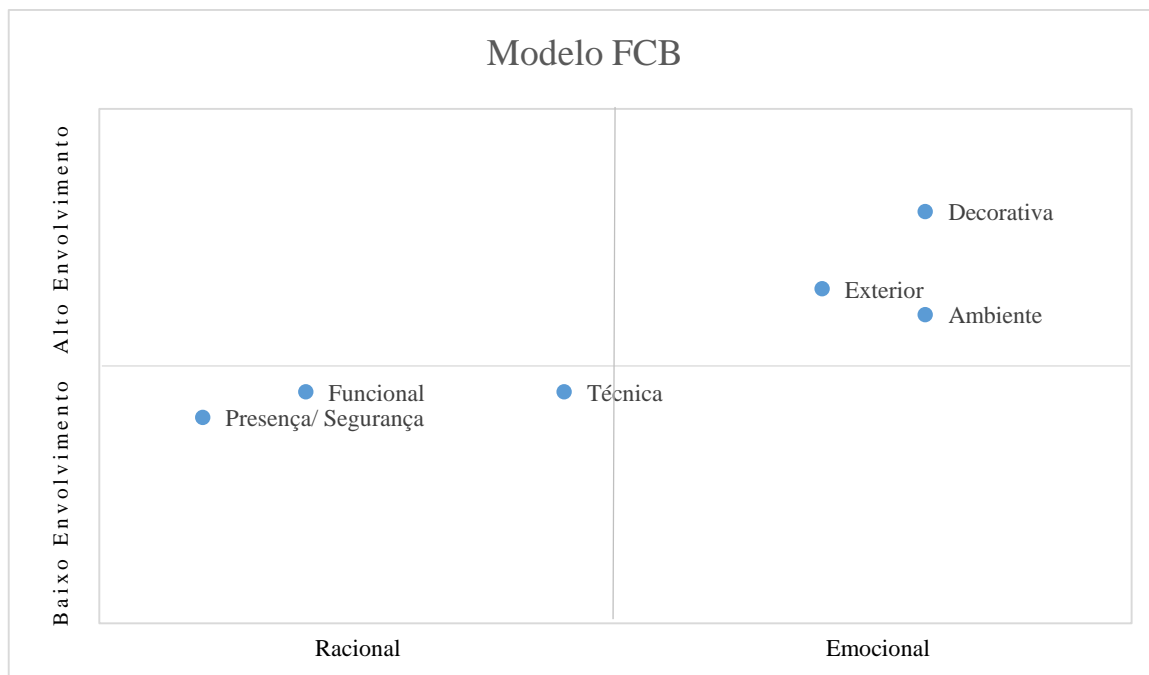 Modelo FCB
Alto Envolvimento
Baixo Envolvimento
Decorativa
Exterior
Ambiente
Funcional
Técnica
Presença/ Segurança
Racional
Emocional